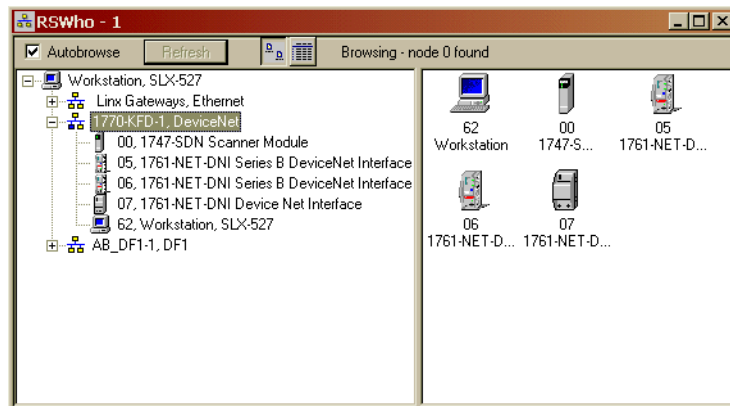 RSWho - 1
Autobrowse
Refresh
Browsing - node 0 found
Workstation, SLX-527
Linx Gateways, Ethernet
1770-KFD-1, DeviceNet
00, 1747-SDN Scanner Module
05, 1761-NET-DNI Series B DeviceNet Interface
06, 1761-NET-DNI Series B DeviceNet Interface
07, 1761-NET-DNI Device Net Interface
62, Workstation, SLX-527
AB_DF1-1, DF1
62
Workstation
00
1747-S...
05
1761-NET-D...
06
1761-NET-D...
07
1761-NET-D...